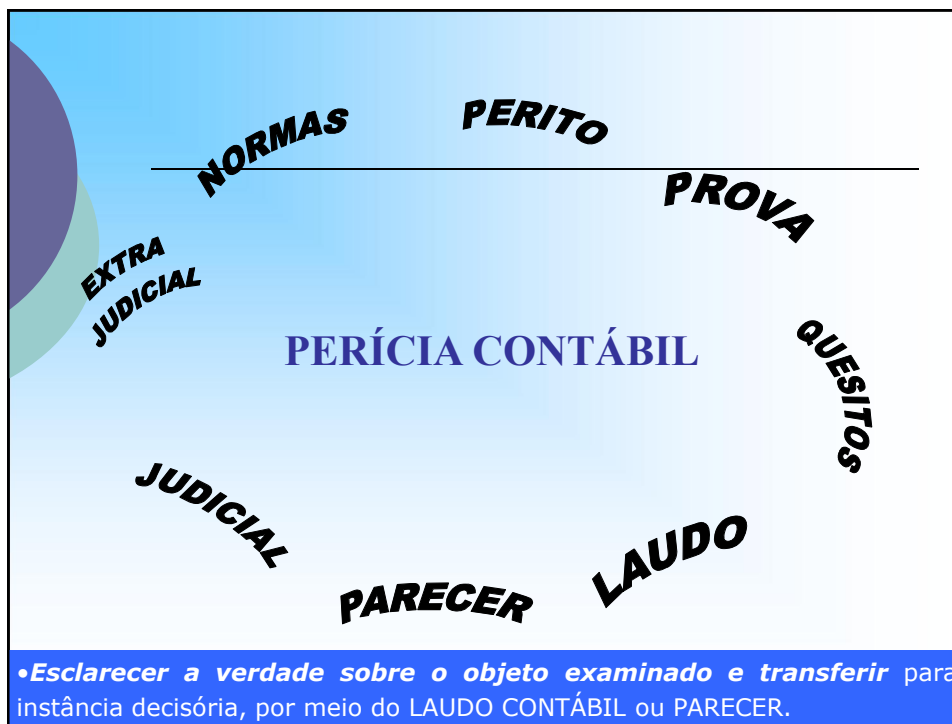 NORMAS
PERITO
PROVA
EXTRA
JUDICIAL
QUESITOS
PERÍCIA CONTÁBIL
JUDICIAL
LAUDO
PARECER
•Esclarecer a verdade sobre o objeto examinado e transferir para
instância decisória, por meio do LAUDO CONTÁBIL ou PARECER.